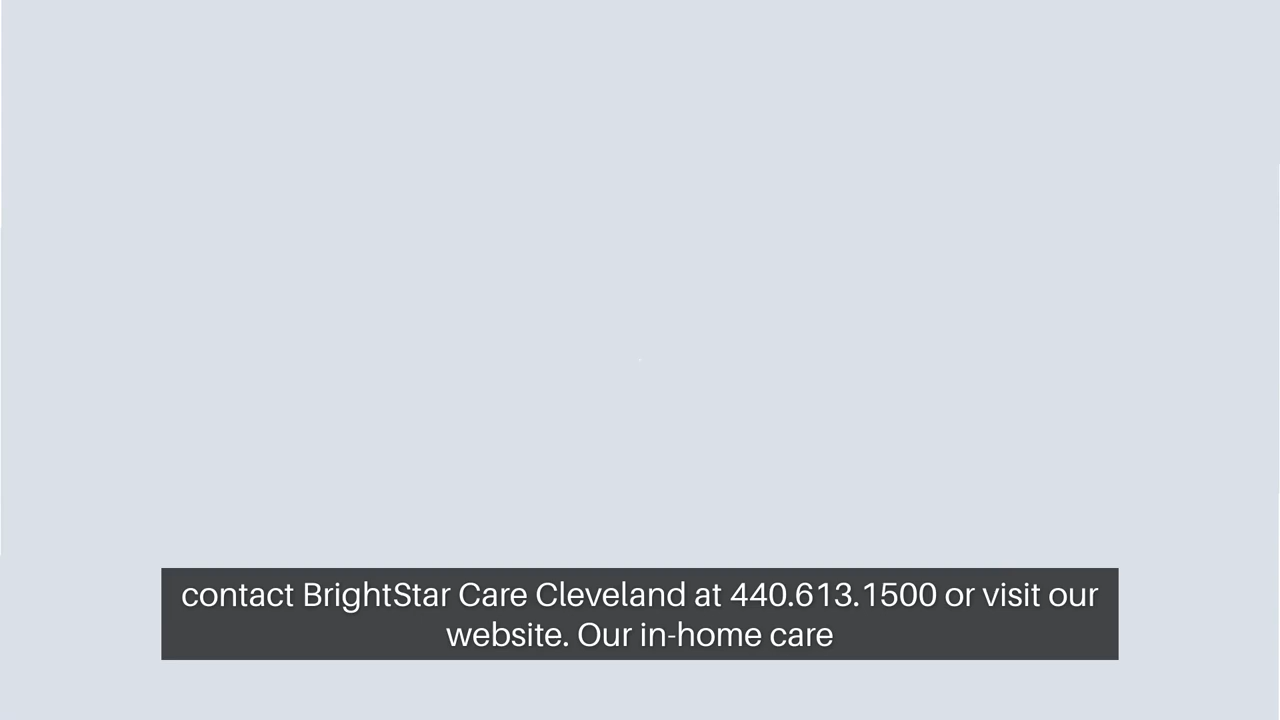 contact BrightStar Care Cleveland at 440.613.1500 or visit our
website. Our in-home care